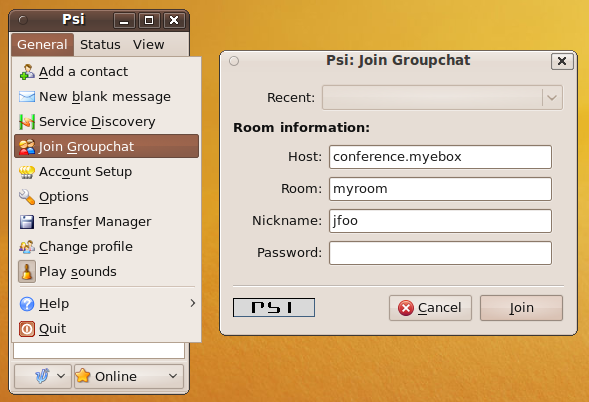 Psi
General Status View
Add a contact
New blank message
Service Discovery
Join Groupchat
Account Setup
Options
Transfer Manager
Change profile
Play sounds
Help
Quit
Online
Psi: Join Groupchat
Recent:
Room information:
Host: conference.myebox
Room: myroom
Nickname: jfoo
Password:
PSI
Cancel
Join